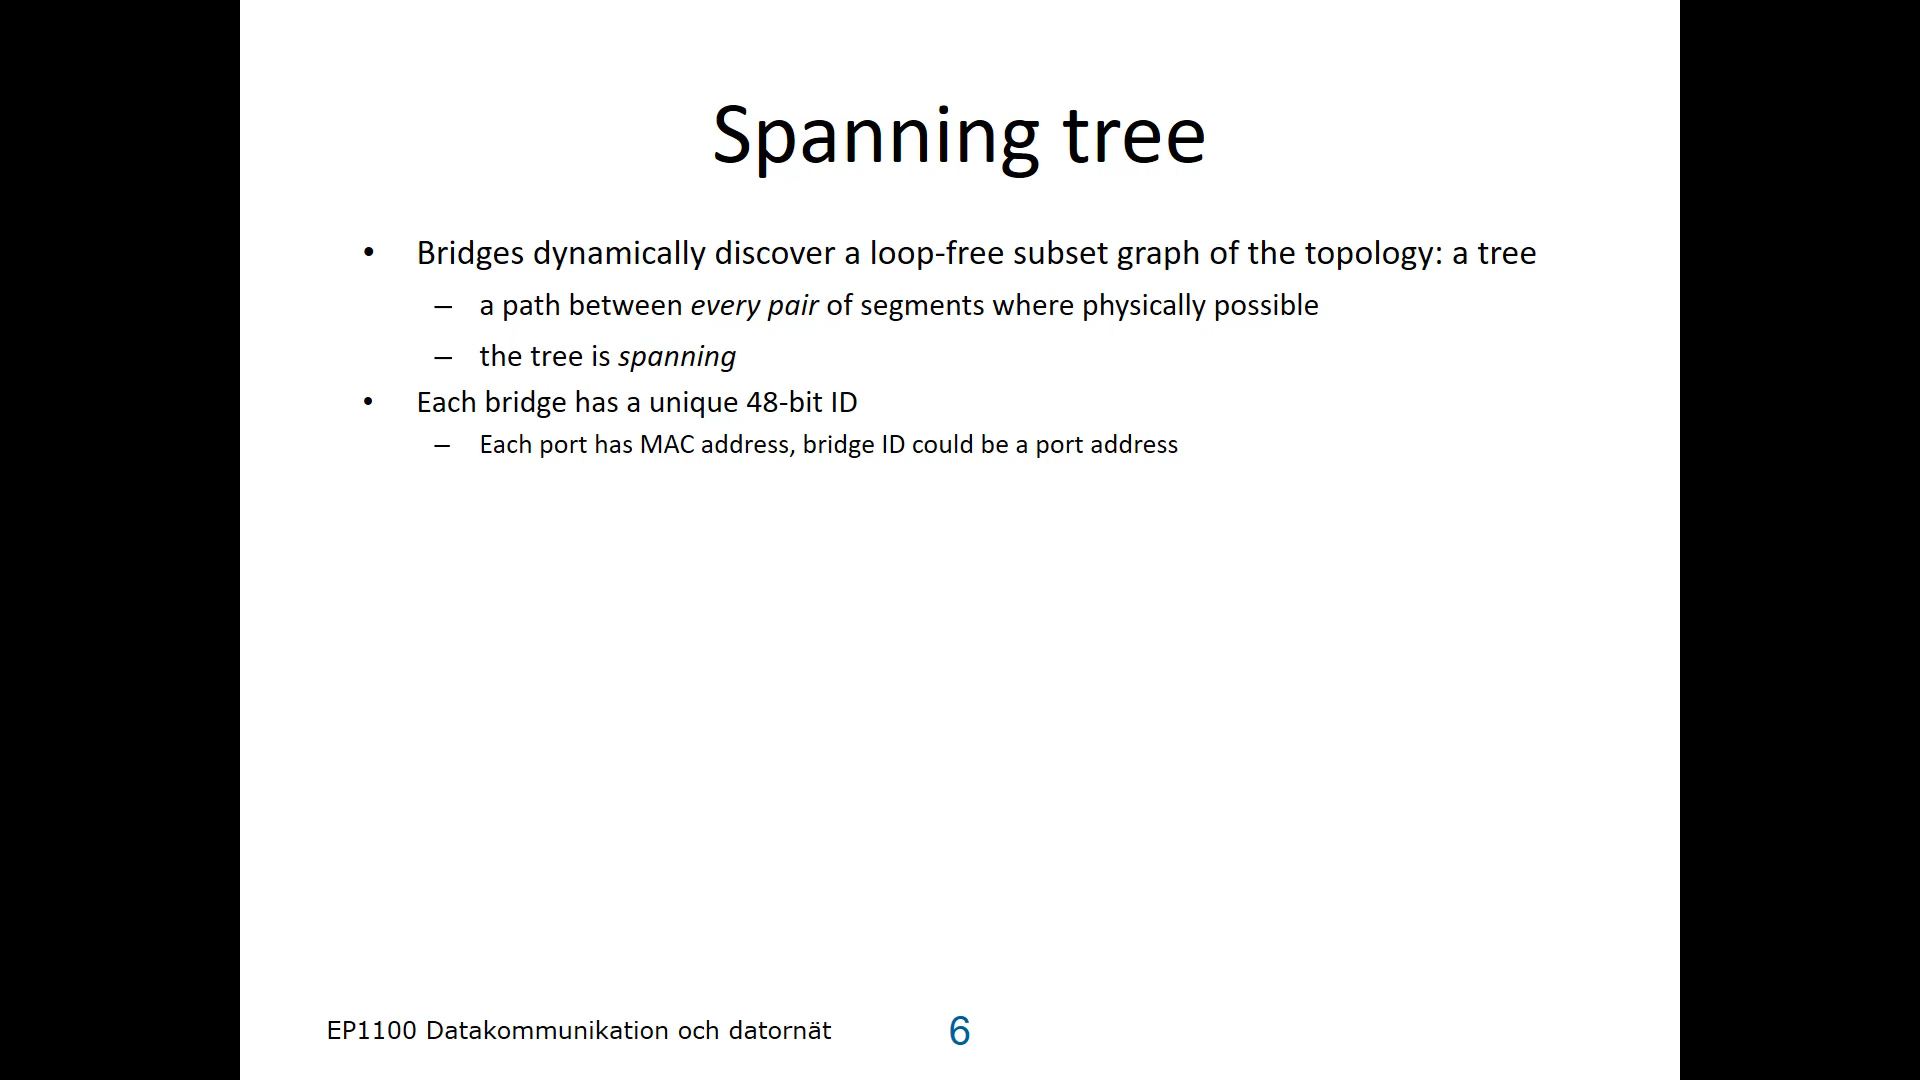 Spanning tree
• Bridges dynamically discover a loop-free subset graph of the topology: a tree
– a path between every pair of segments where physically possible
– the tree is spanning
• Each bridge has a unique 48-bit ID
– Each port has MAC address, bridge ID could be a port address
EP1100 Datakommunikation och datornät 6